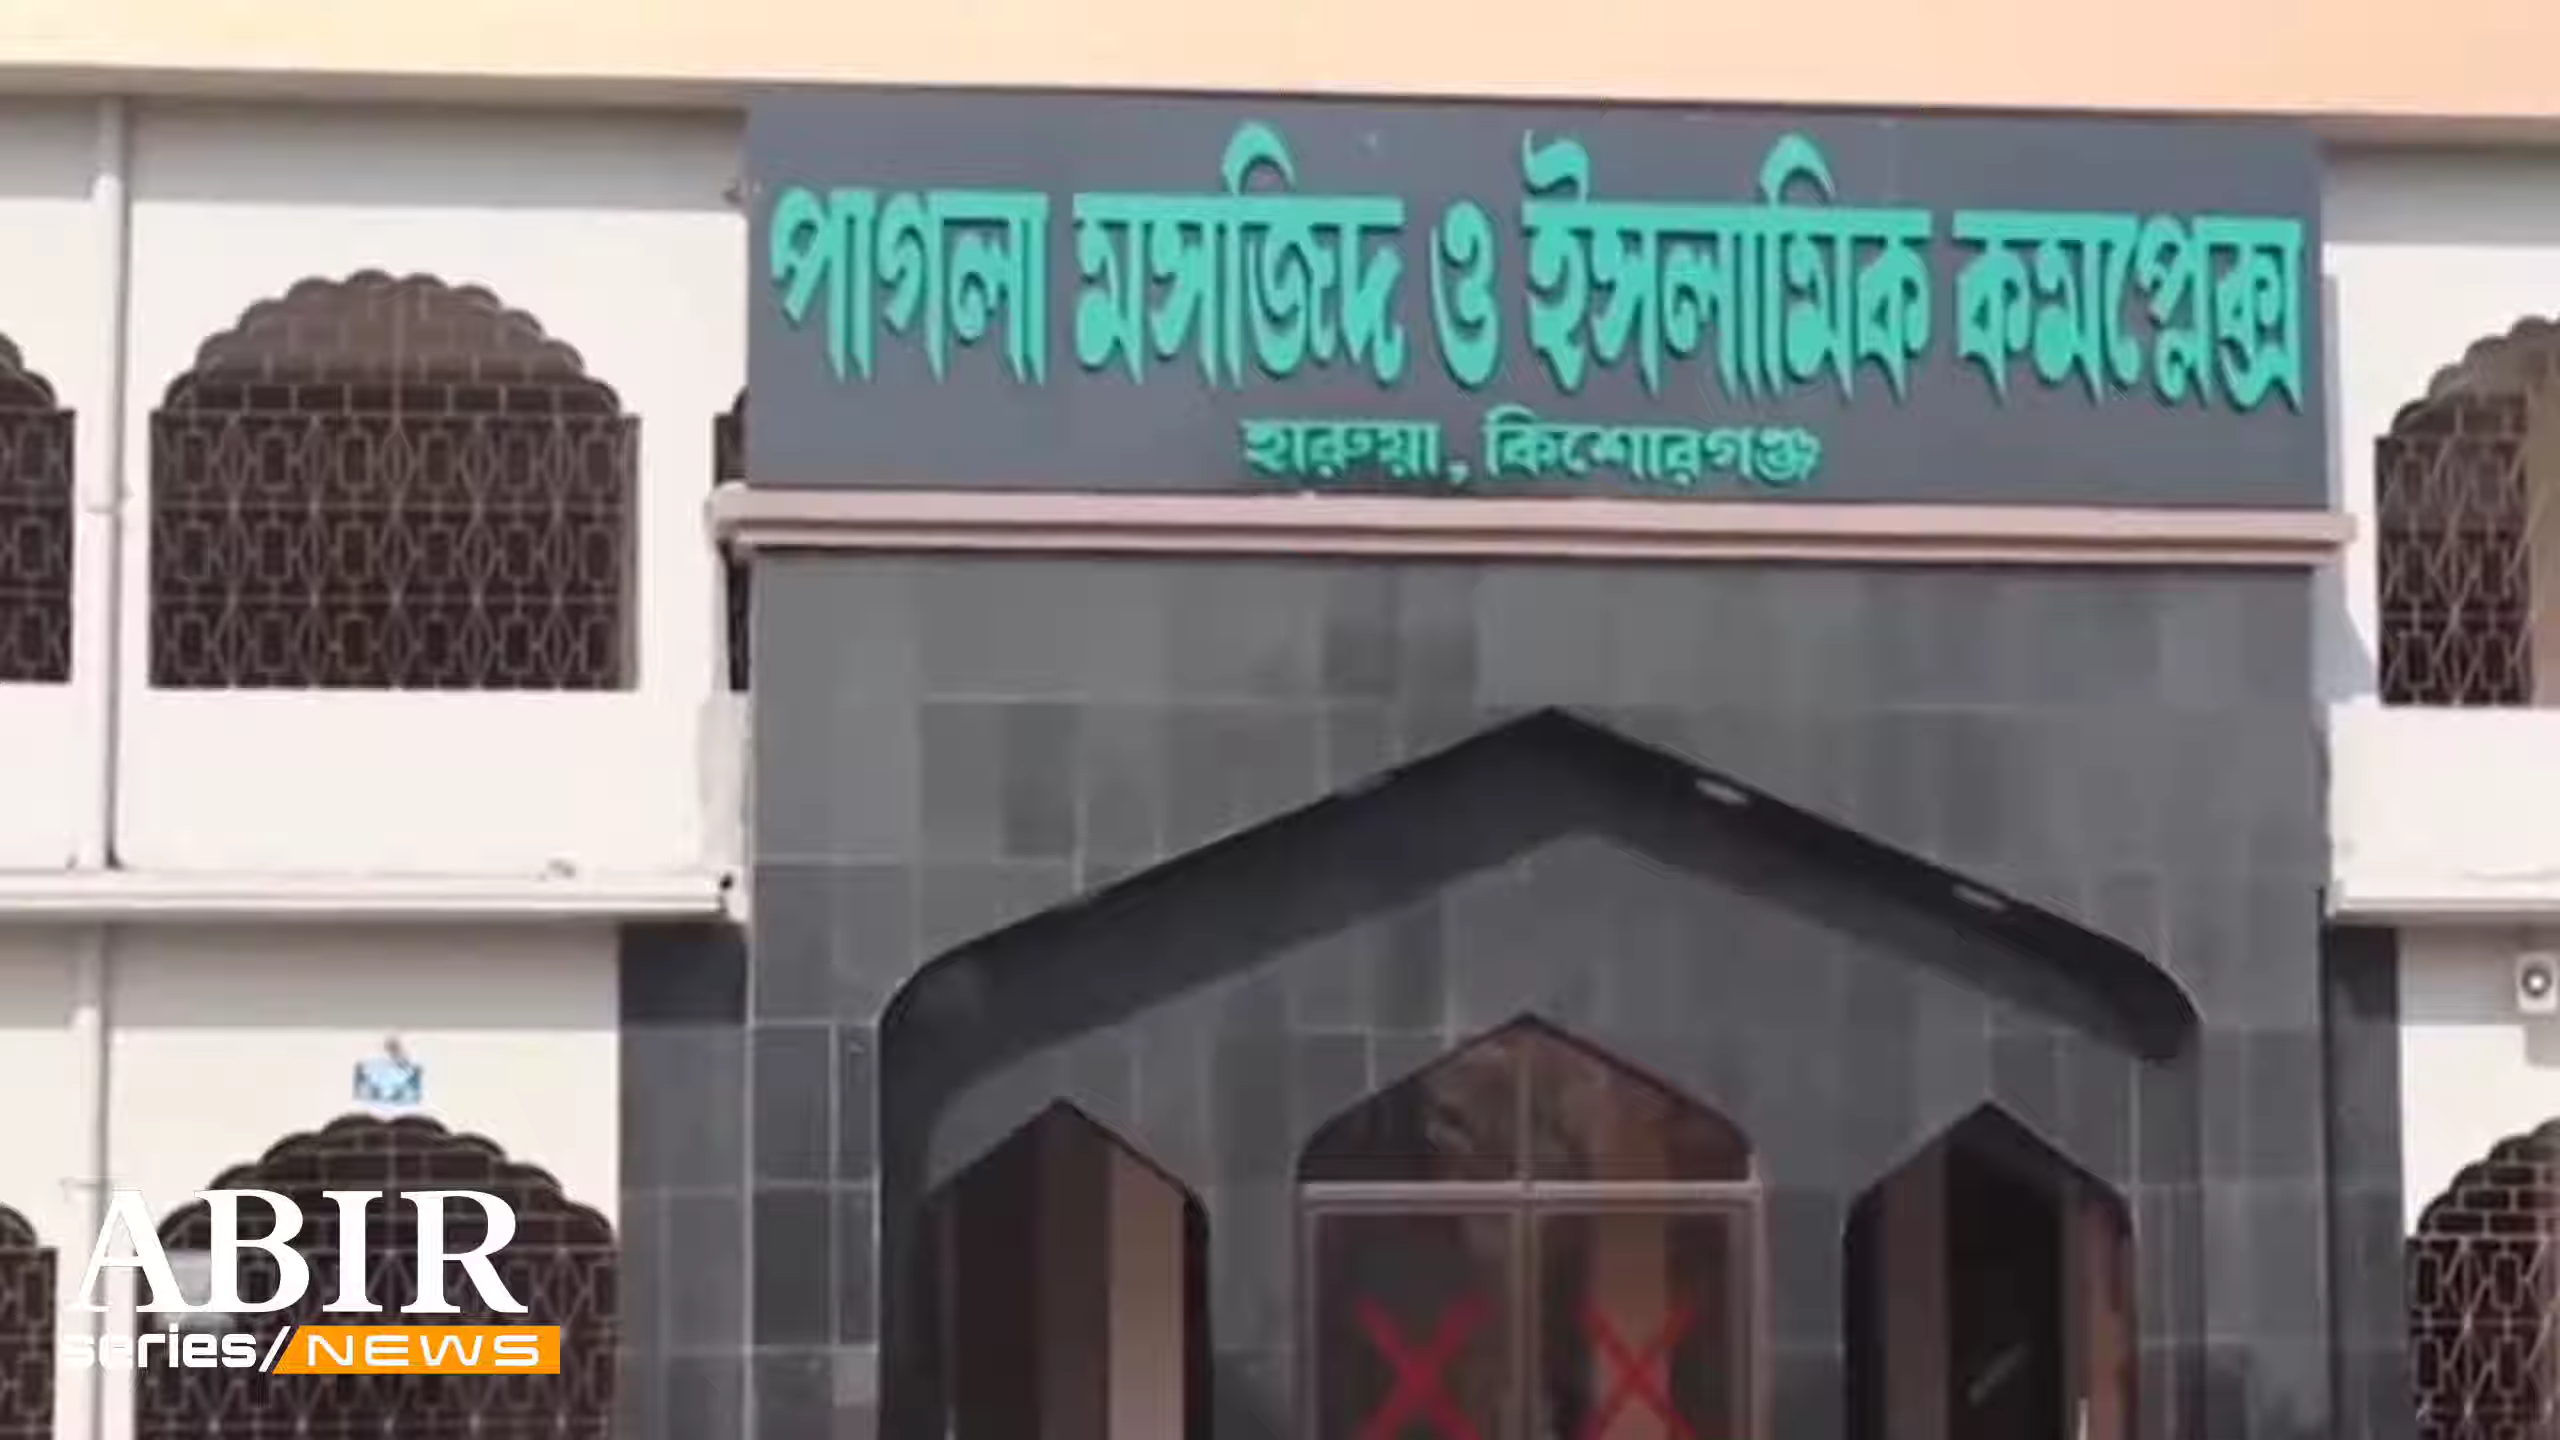 পাগলা মসজিদ ও ইসলামিক কমপ্লেক্স
হারুয়া, কিশোরগঞ্জ
ABIR
series/NEWS